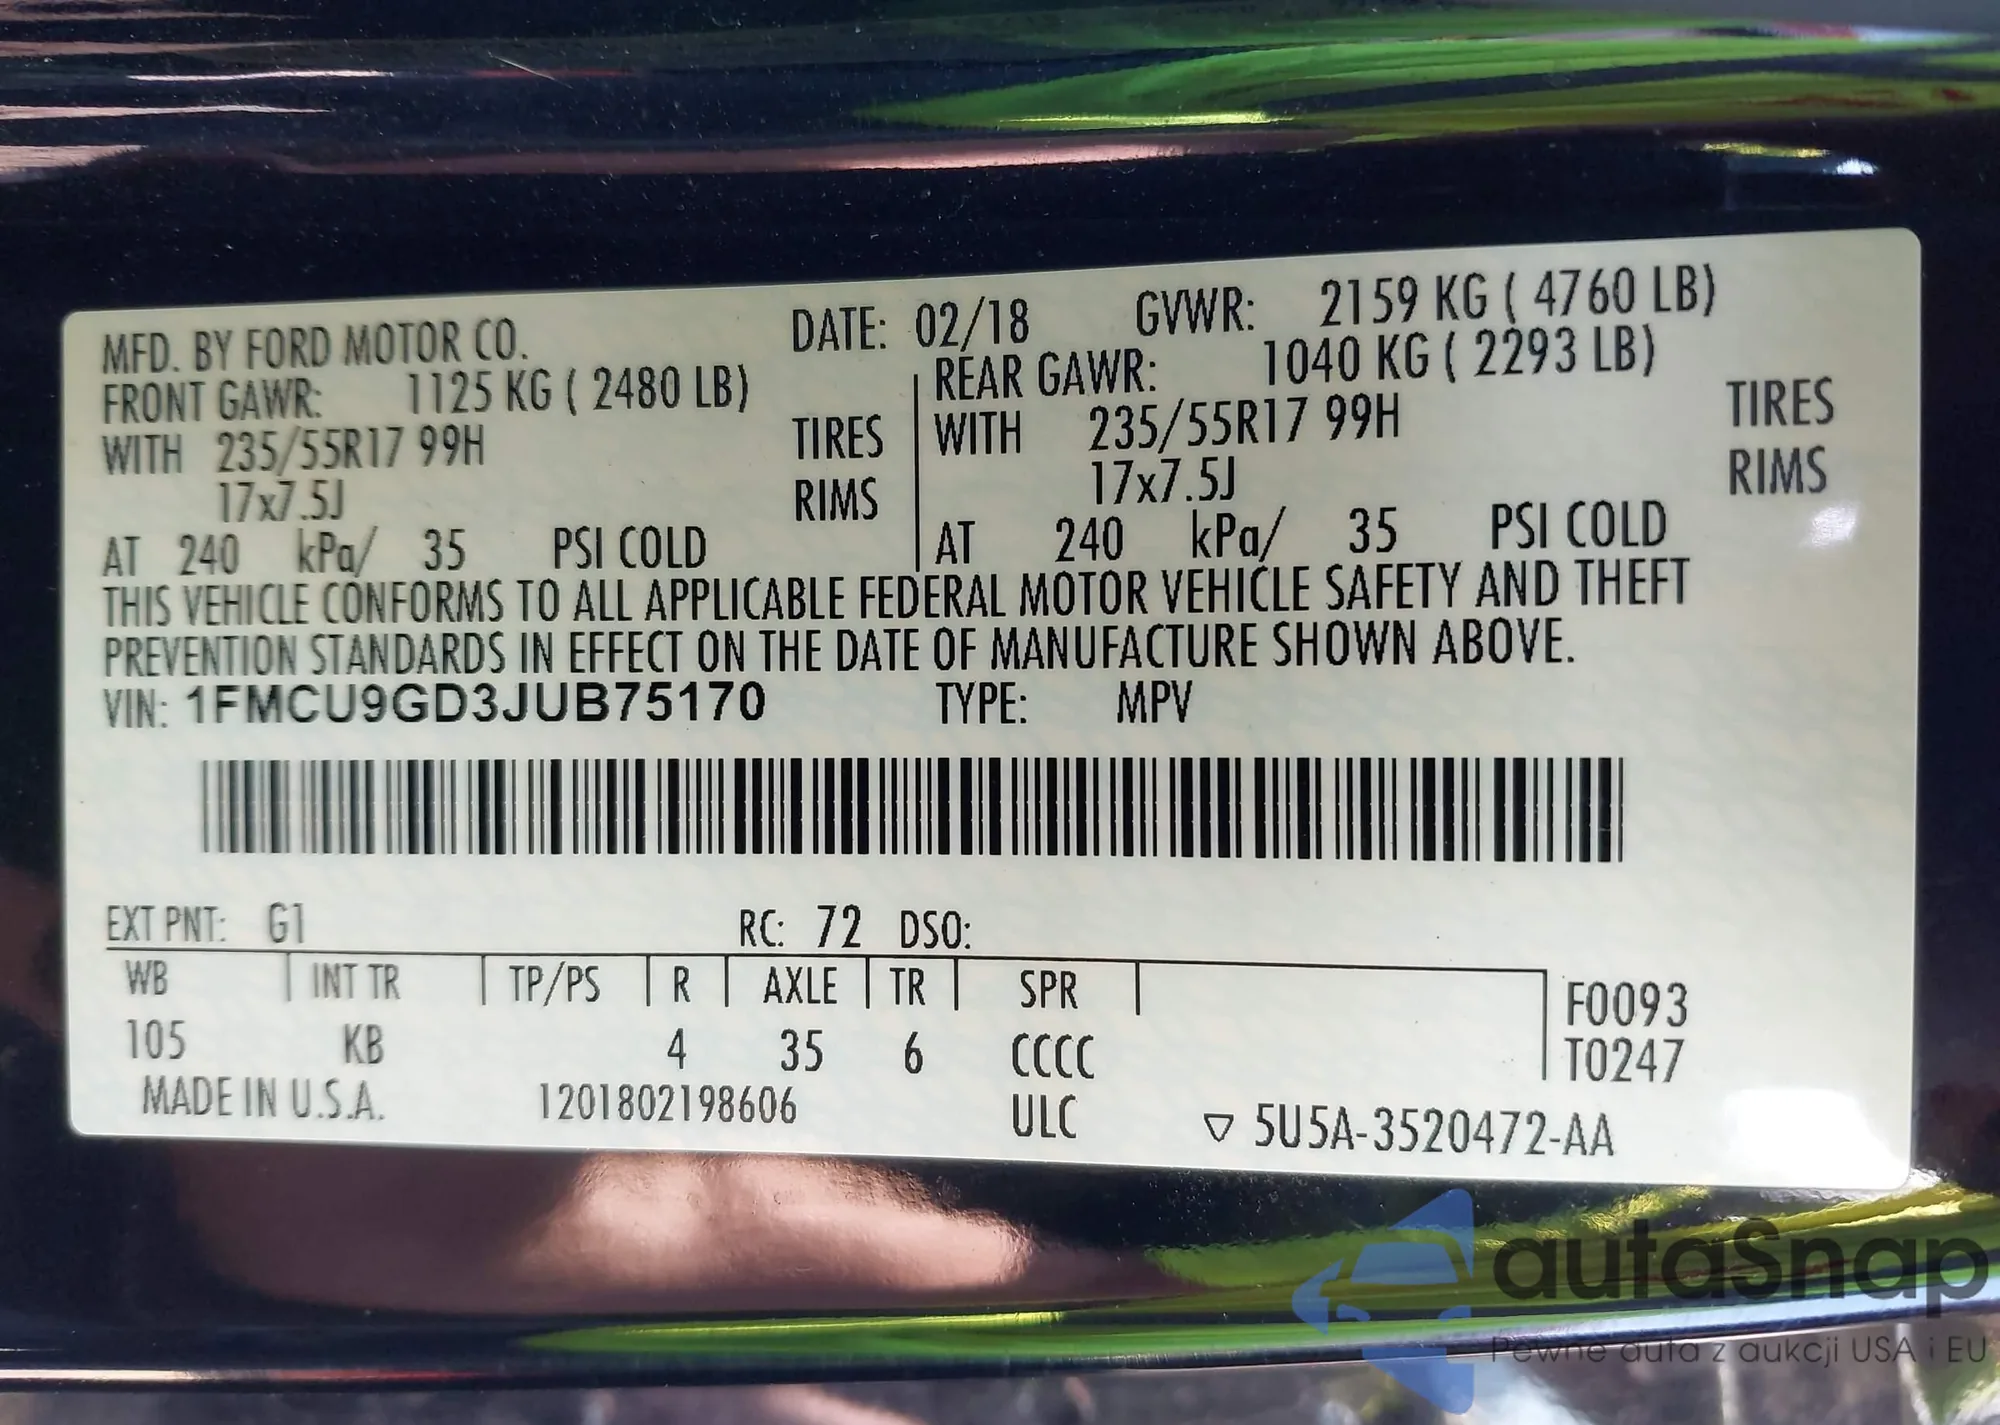 MFD. BY FORD MOTOR CO. DATE: 02/18 GVWR: 2159 KG ( 4760 LB)
FRONT GAWR: 1125 KG ( 2480 LB) REAR GAWR: 1040 KG ( 2293 LB)
WITH 235/55R17 99H TIRES WITH 235/55R17 99H TIRES
17x7.5J RIMS 17x7.5J RIMS
AT 240 kPa/ 35 PSI COLD AT 240 kPa/ 35 PSI COLD
THIS VEHICLE CONFORMS TO ALL APPLICABLE FEDERAL MOTOR VEHICLE SAFETY AND THEFT
PREVENTION STANDARDS IN EFFECT ON THE DATE OF MANUFACTURE SHOWN ABOVE.
VIN: 1FMCU9GD3JUB75170 TYPE: MPV
EXT PNT: G1 RC: 72 DSO:
WB INT TR TP/PS R AXLE TR SPR F0093
105 KB 4 35 6 CCCC T0247
MADE IN U.S.A. 1201802198606 ULC ▽ 5U5A-3520472-AA
autoSnap
Pewne auta z aukcji USA i EU